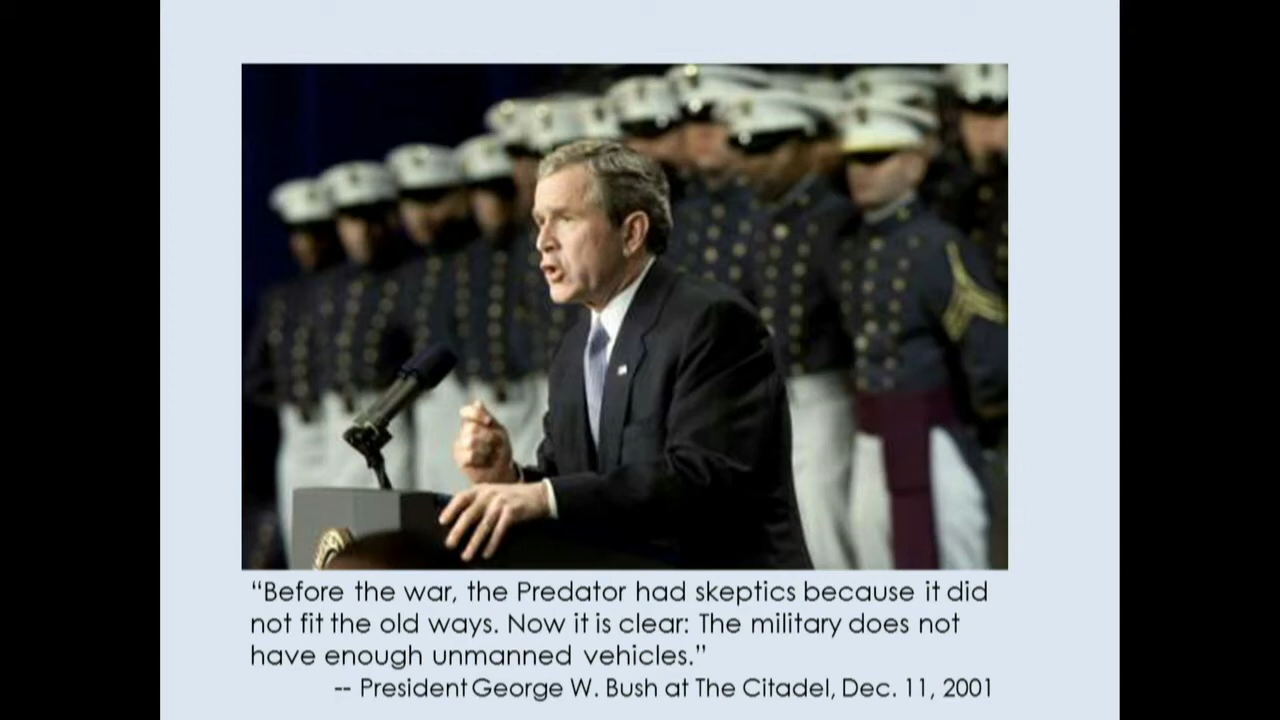 “Before the war, the Predator had skeptics because it did
not fit the old ways. Now it is clear: The military does not
have enough unmanned vehicles.”
-- President George W. Bush at The Citadel, Dec. 11, 2001